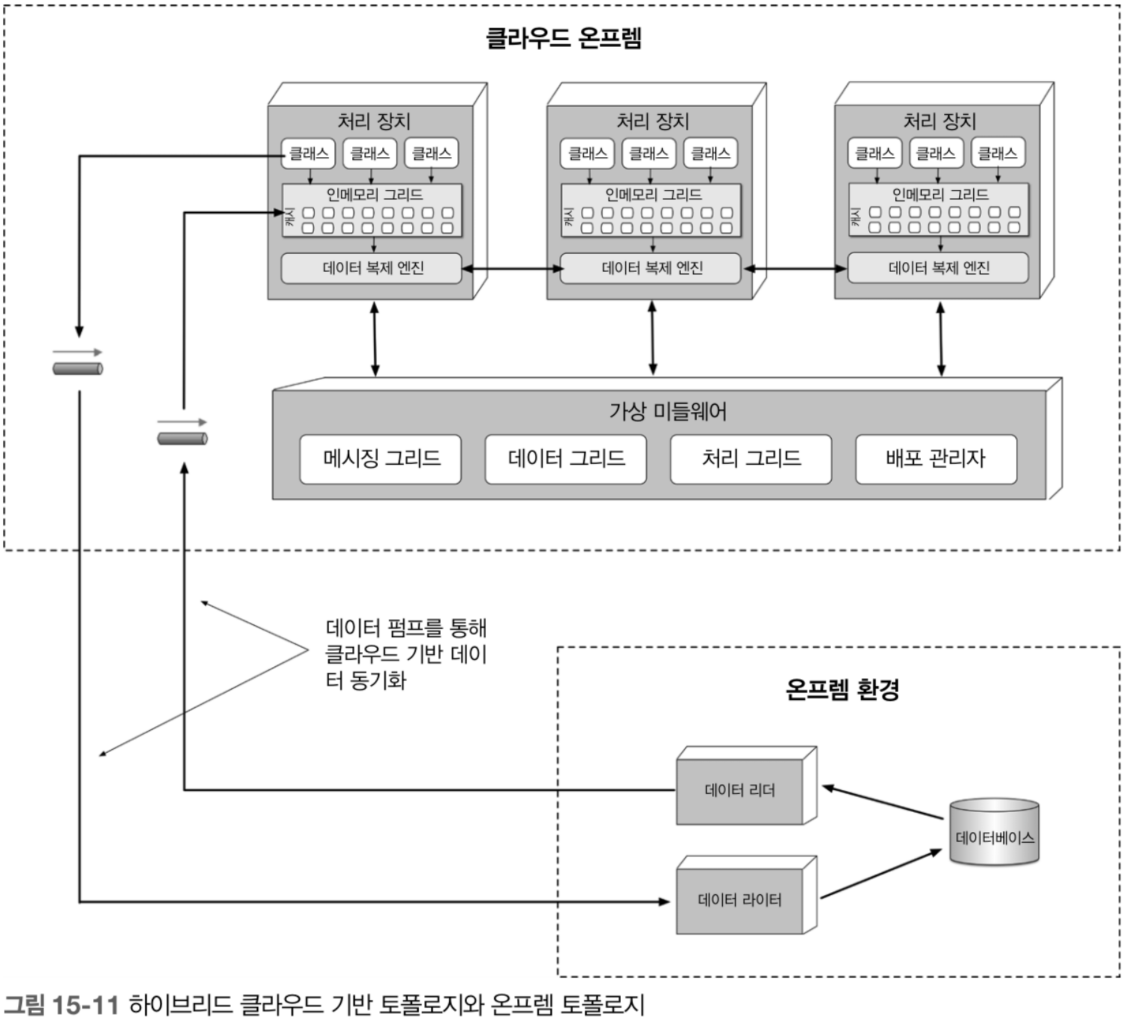 클라우드 온프렘
처리 장치
클래스 클래스 클래스
인메모리 그리드
캐시
데이터 복제 엔진
처리 장치
클래스 클래스 클래스
인메모리 그리드
캐시
데이터 복제 엔진
처리 장치
클래스 클래스 클래스
인메모리 그리드
캐시
데이터 복제 엔진
가상 미들웨어
메시징 그리드 데이터 그리드 처리 그리드 배포 관리자
데이터 펌프를 통해
클라우드 기반 데이
터 동기화
온프렘 환경
데이터 리더
데이터베이스
데이터 라이터
그림 15-11 하이브리드 클라우드 기반 토폴로지와 온프렘 토폴로지